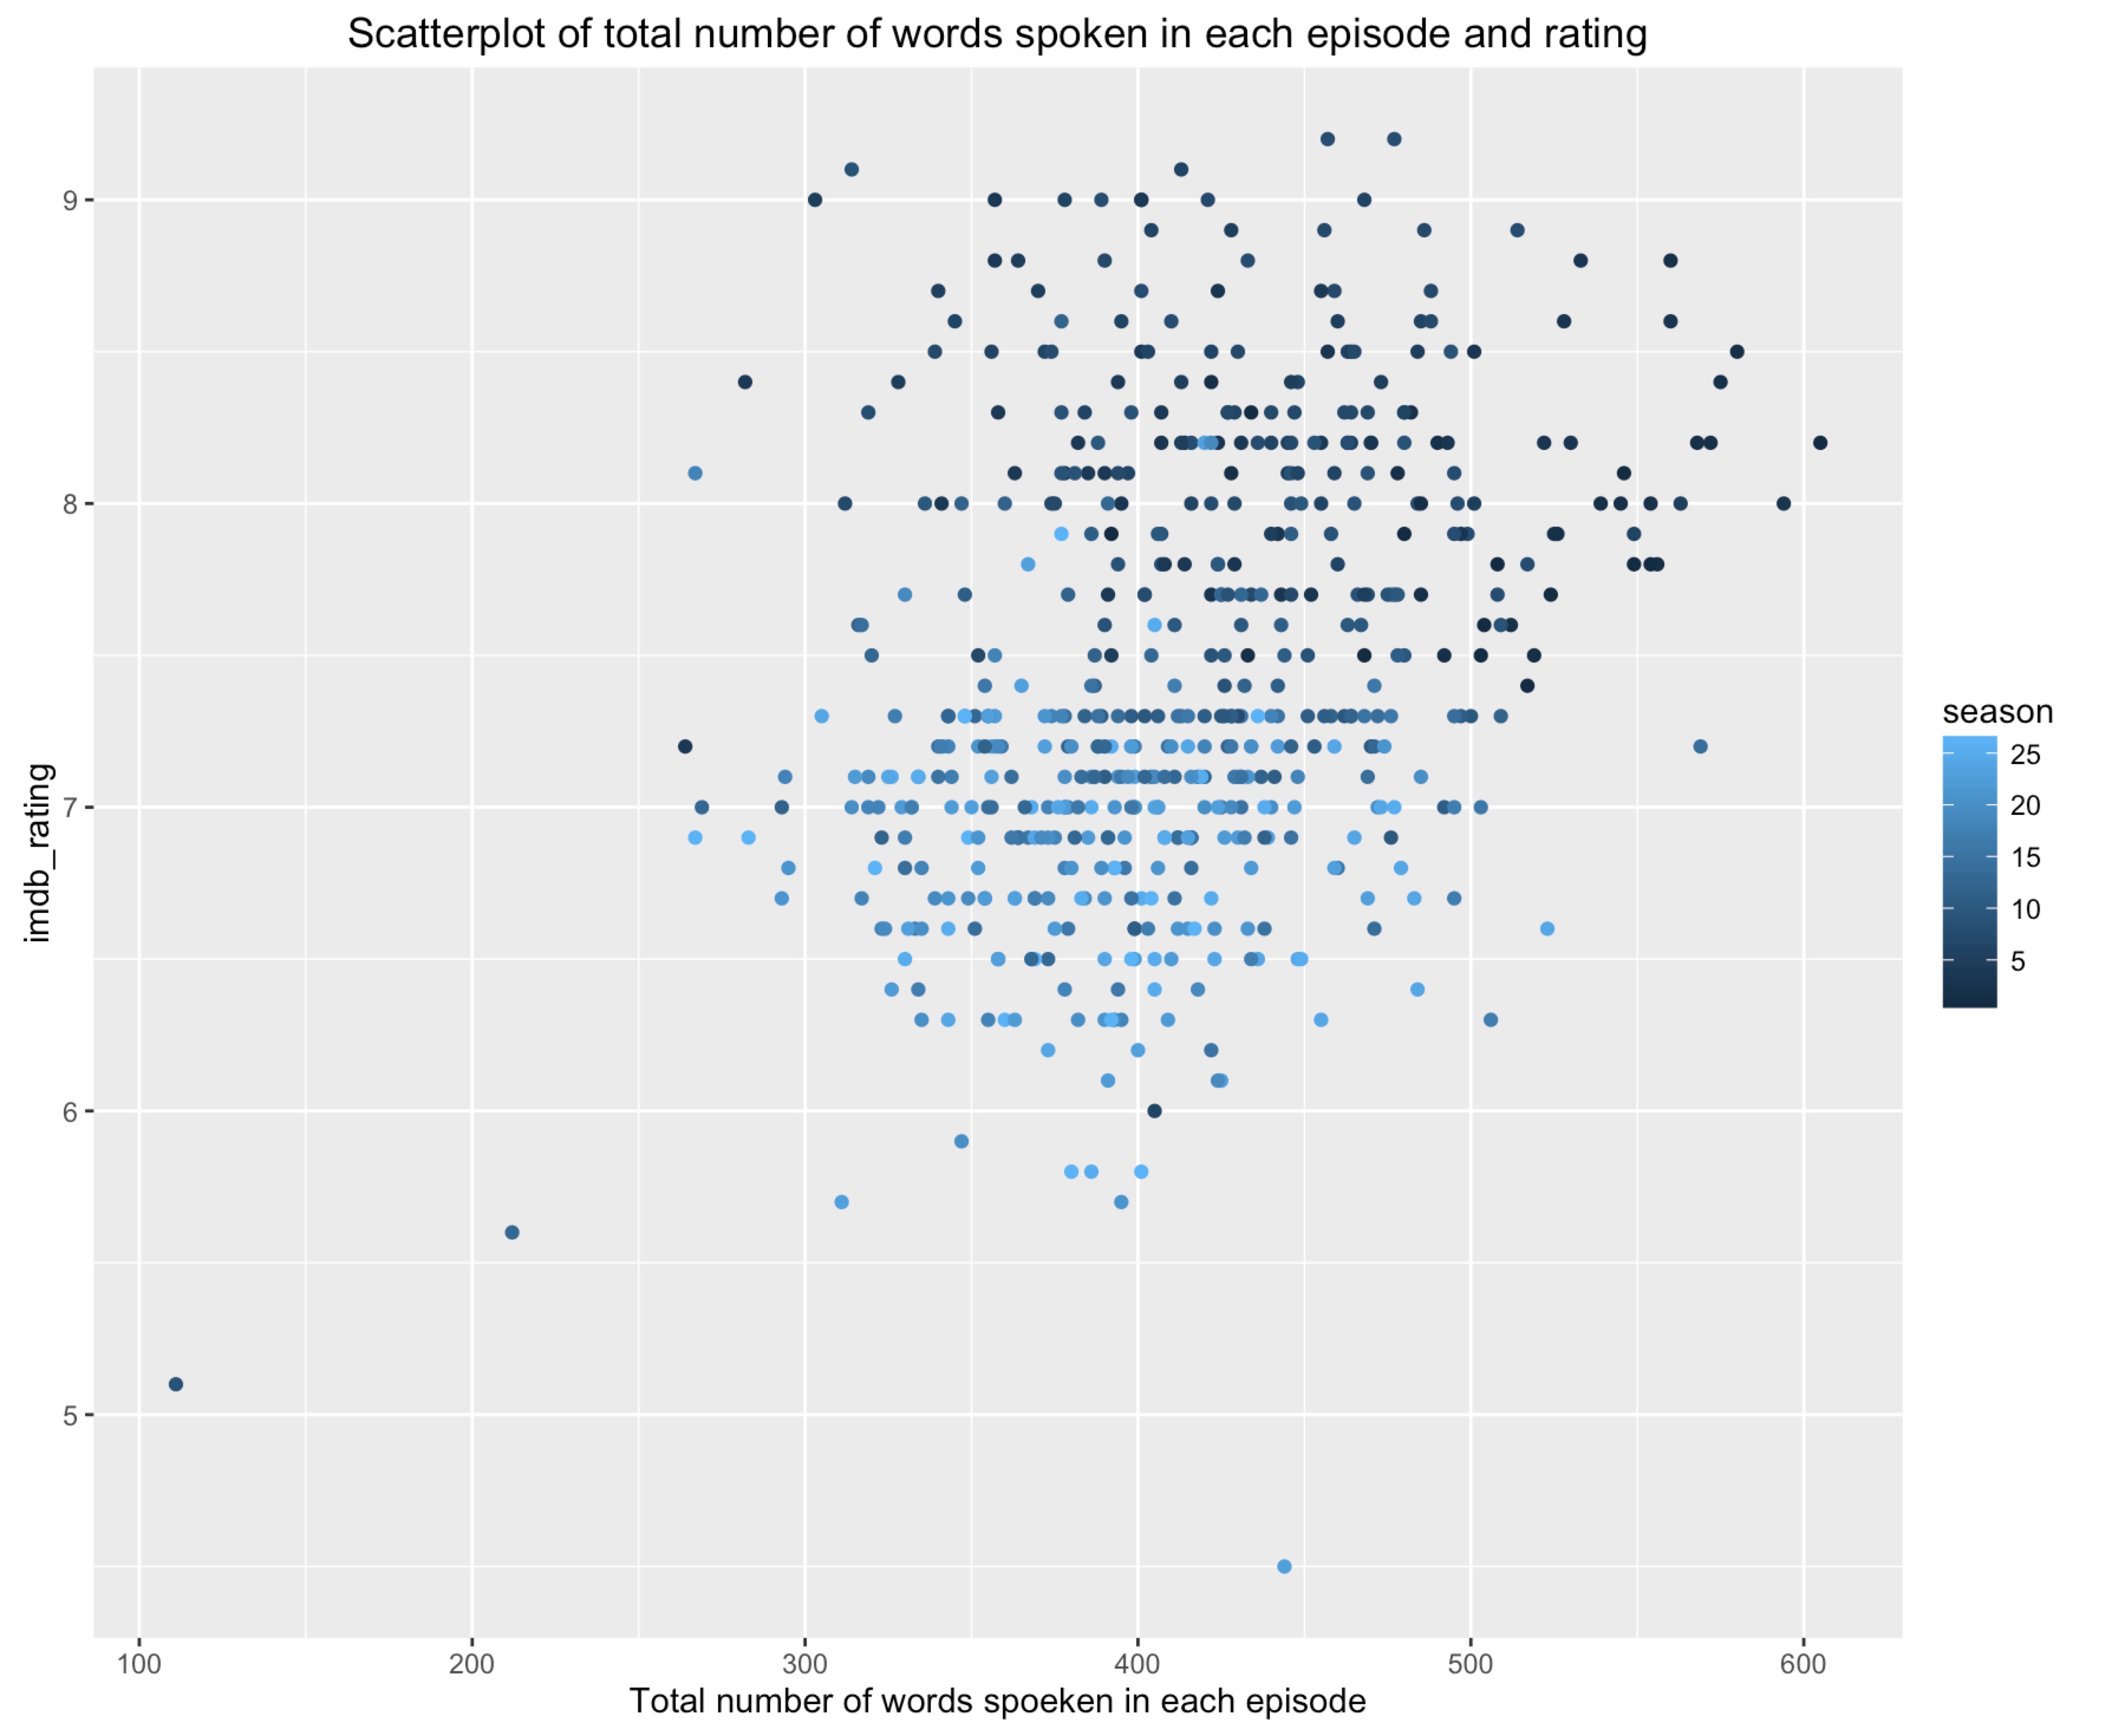 Scatterplot of total number of words spoken in each episode and rating
imdb_rating
9
8
7
6
5
100 200 300 400 500 600
Total number of words spoeken in each episode
season
25
20
15
10
5